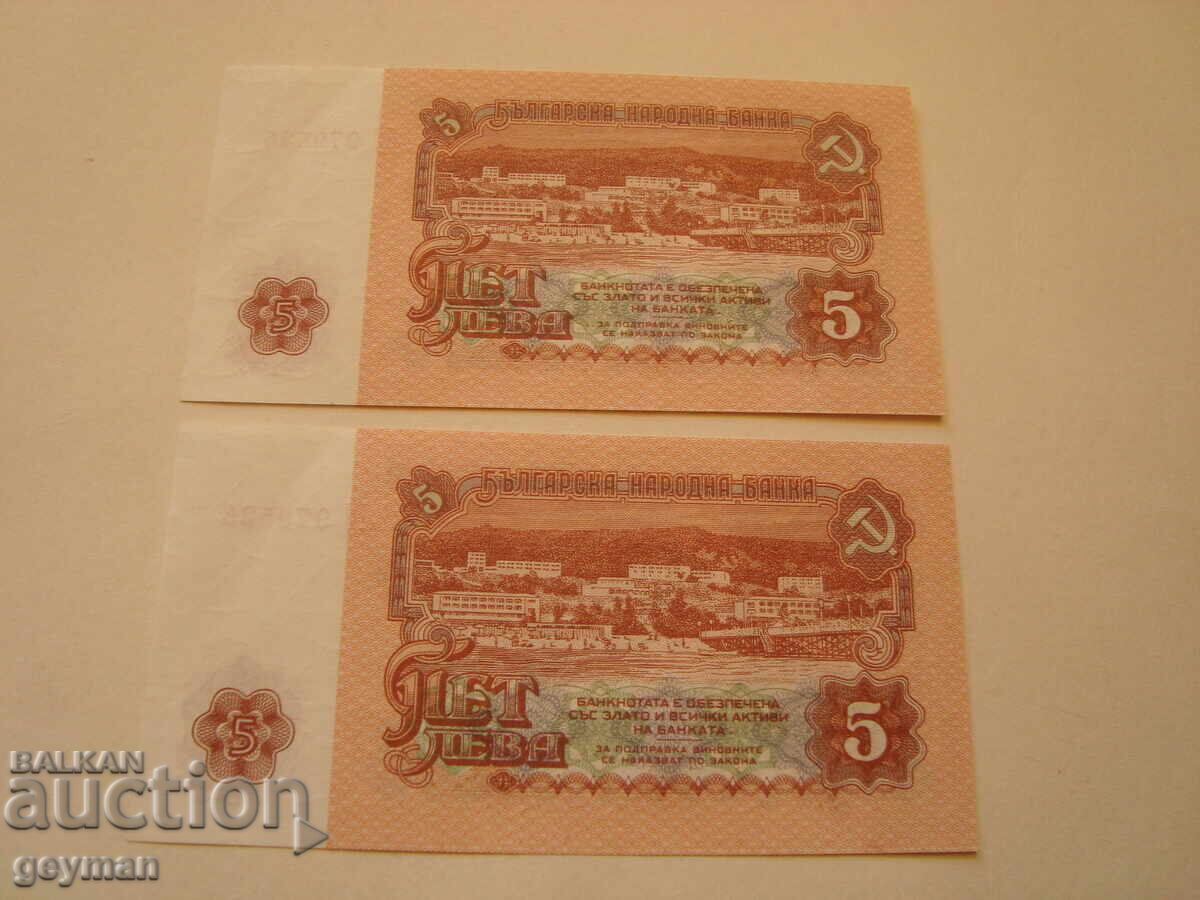 5
БЪЛГАРСКА НАРОДНА БАНКА
ПЕТ
ЛЕВА
БАНКНОТАТА Е ОБЕЗПЕЧЕНА
СЪС ЗЛАТО И ВСИЧКИ АКТИВИ
НА БАНКАТА
ЗА ПОДПРАВКА ВИНОВНИТЕ
СЕ НАКАЗВАТ ПО ЗАКОНА
5
5
5
БЪЛГАРСКА НАРОДНА БАНКА
ПЕТ
ЛЕВА
БАНКНОТАТА Е ОБЕЗПЕЧЕНА
СЪС ЗЛАТО И ВСИЧКИ АКТИВИ
НА БАНКАТА
ЗА ПОДПРАВКА ВИНОВНИТЕ
СЕ НАКАЗВАТ ПО ЗАКОНА
5
5
BALKAN
auction
geyman